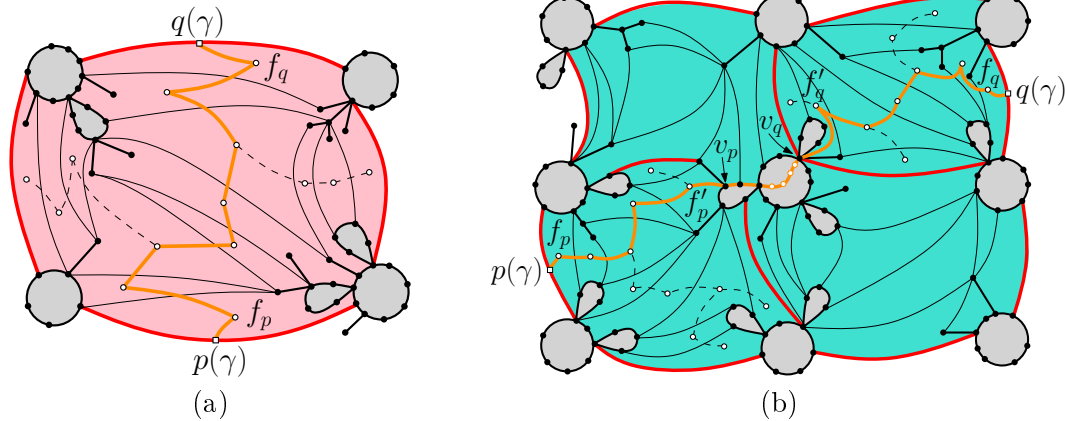 q(γ)
f_q
f_p
p(γ)
(a)
f_q
f'_q
q(γ)
v_q
v_p
f'_p
f_p
p(γ)
(b)